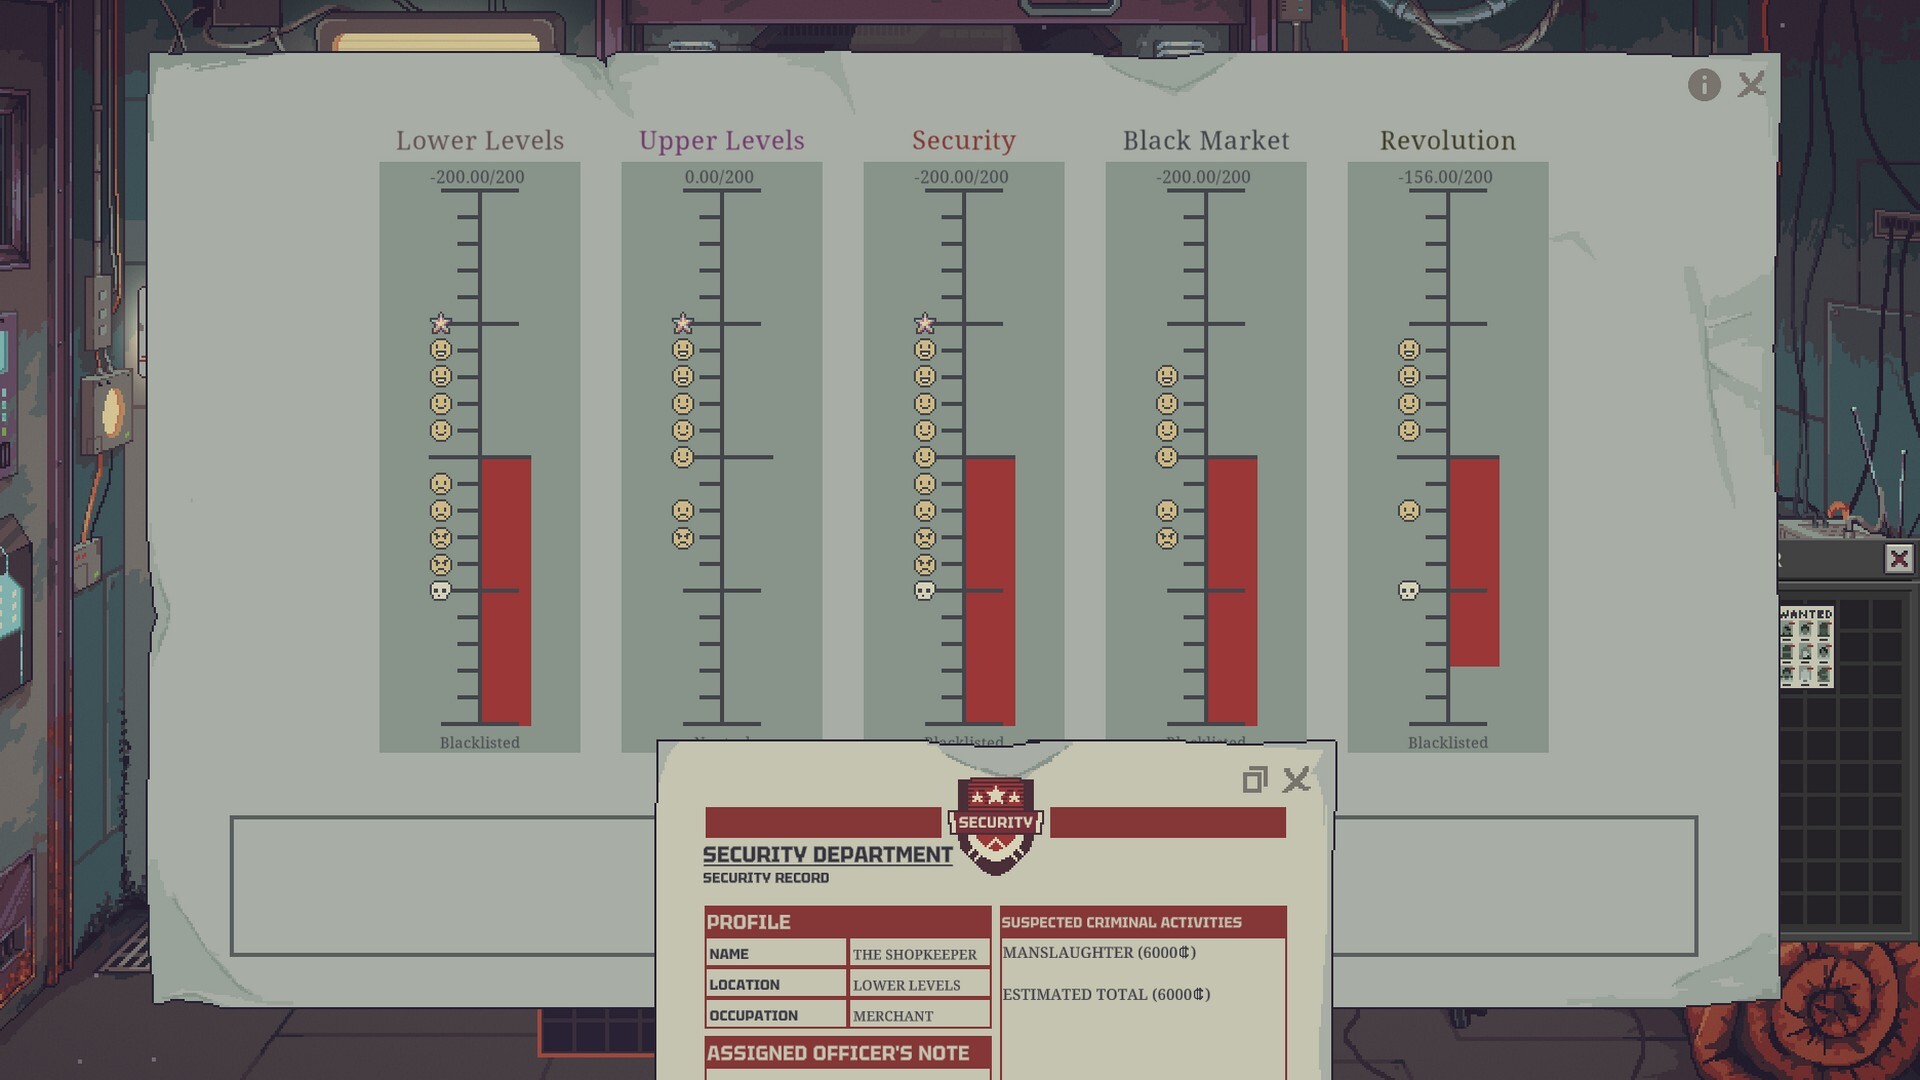 Lower Levels
Upper Levels
Security
Black Market
Revolution
-200.00/200
0.00/200
-200.00/200
-200.00/200
-156.00/200
Blacklisted
Blacklisted
Blacklisted
Blacklisted
WANTED
SECURITY
SECURITY DEPARTMENT
SECURITY RECORD
PROFILE
NAME
THE SHOPKEEPER
LOCATION
LOWER LEVELS
OCCUPATION
MERCHANT
ASSIGNED OFFICER'S NOTE
SUSPECTED CRIMINAL ACTIVITIES
MANSLAUGHTER (6000₵)
ESTIMATED TOTAL (6000₵)